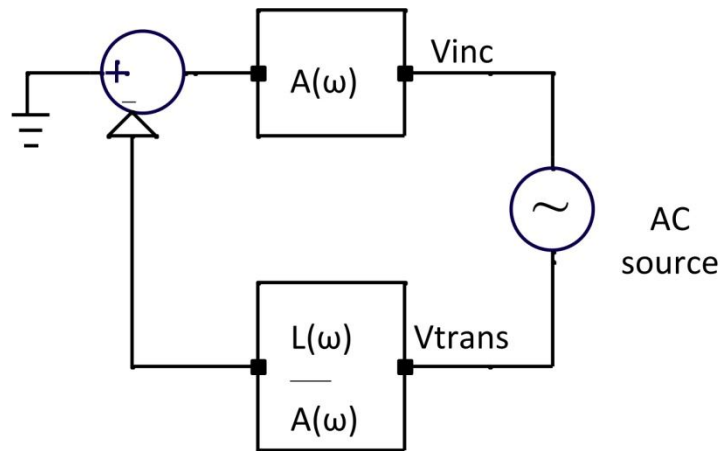 +
−
A(ω)
Vinc
~
AC
source
L(ω)
A(ω)
Vtrans